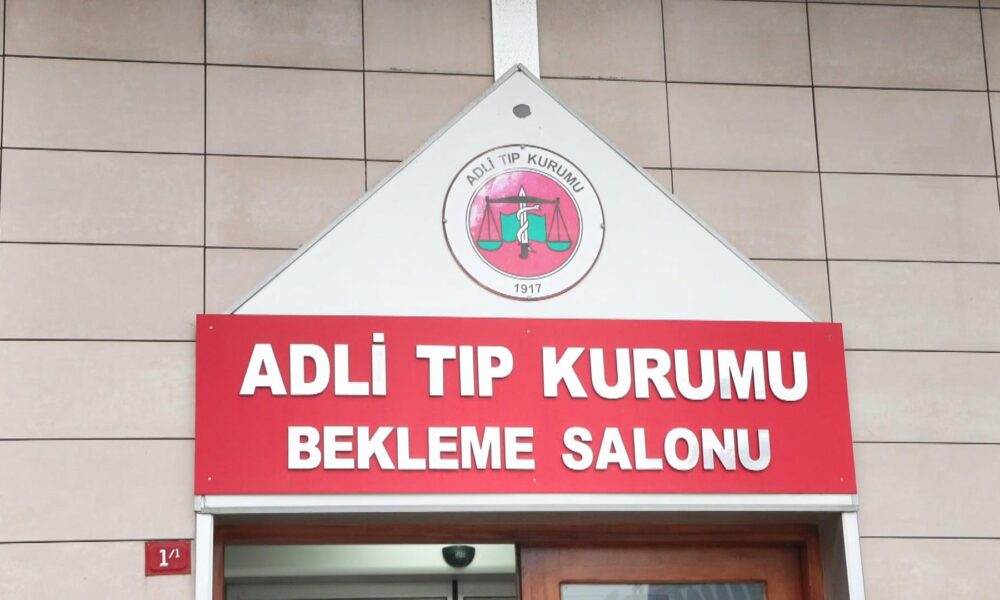 ADLİ TIP KURUMU
1917
ADLİ TIP KURUMU
BEKLEME SALONU
1/1